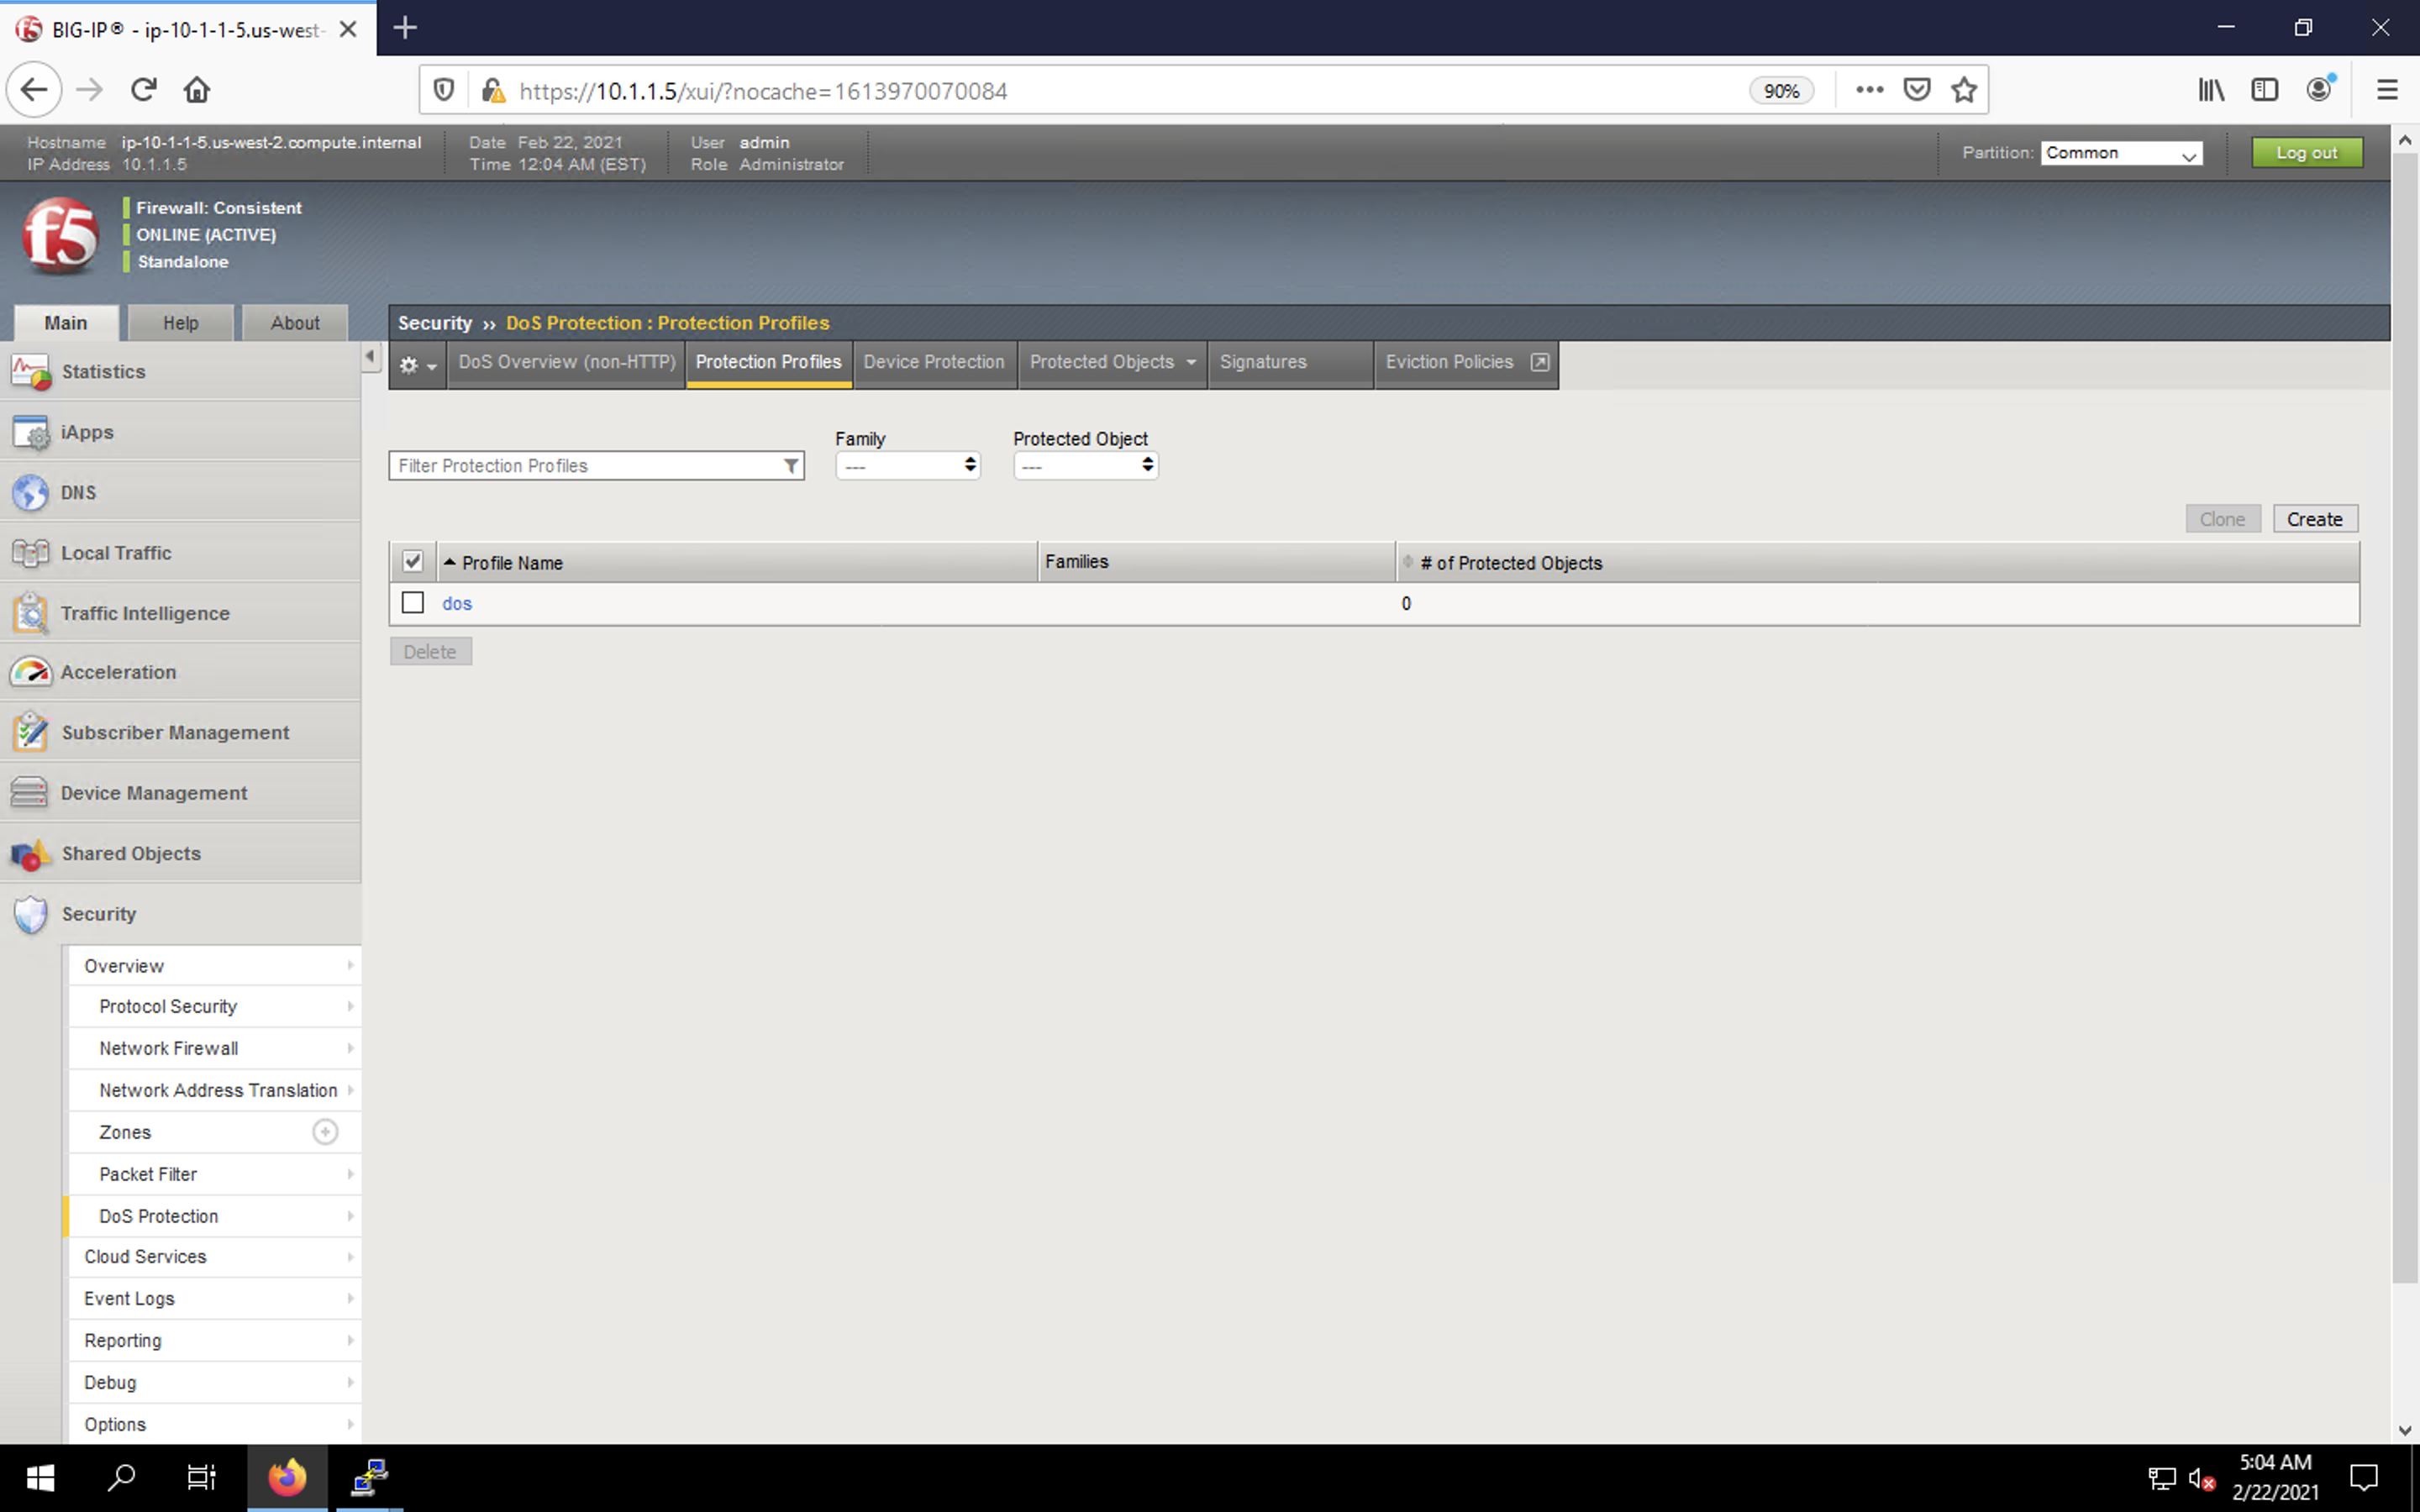 BIG-IP® - ip-10-1-1-5.us-west-
https://10.1.1.5/xui/?nocache=1613970070084
90%
Hostname ip-10-1-1-5.us-west-2.compute.internal
IP Address 10.1.1.5
Date Feb 22, 2021
Time 12:04 AM (EST)
User admin
Role Administrator
Partition: Common
Log out
f5
Firewall: Consistent
ONLINE (ACTIVE)
Standalone
Main Help About
Security ›› DoS Protection : Protection Profiles
DoS Overview (non-HTTP) Protection Profiles Device Protection Protected Objects Signatures Eviction Policies
Statistics
iApps
DNS
Local Traffic
Traffic Intelligence
Acceleration
Subscriber Management
Device Management
Shared Objects
Security
Overview
Protocol Security
Network Firewall
Network Address Translation
Zones
Packet Filter
DoS Protection
Cloud Services
Event Logs
Reporting
Debug
Options
Family Protected Object
Filter Protection Profiles --- ---
Clone Create
Profile Name Families # of Protected Objects
dos 0
Delete
5:04 AM
2/22/2021